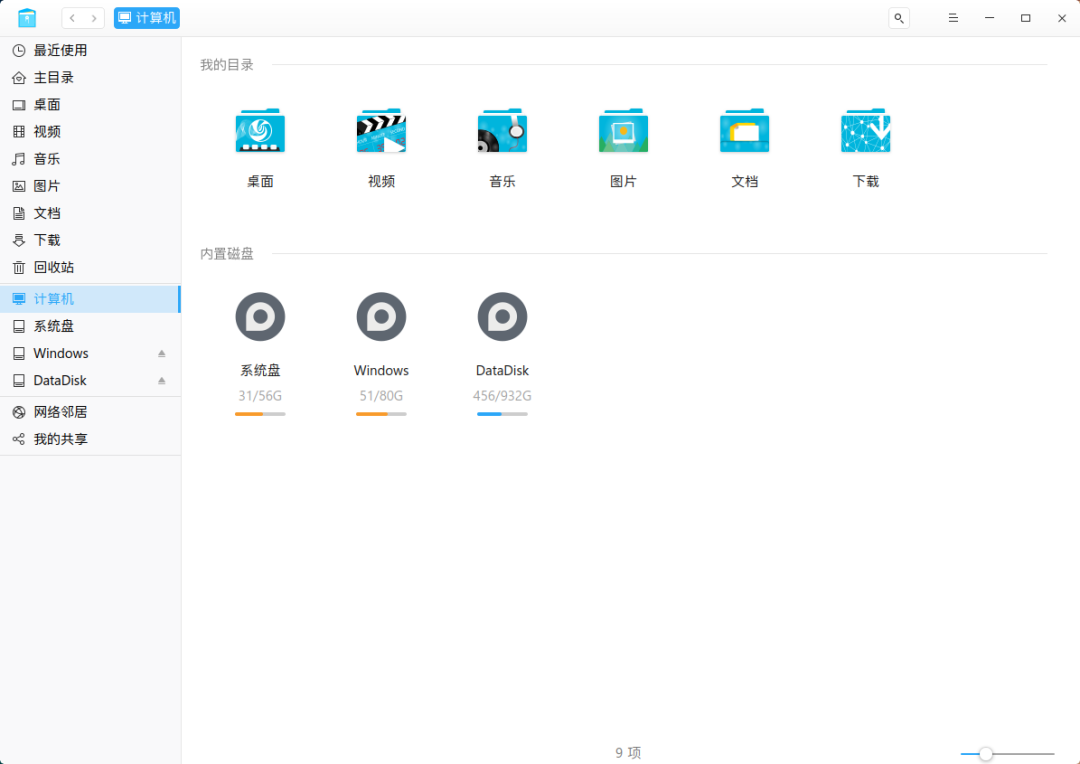 计算机
最近使用
主目录
桌面
视频
音乐
图片
文档
下载
回收站
计算机
系统盘
Windows
DataDisk
网络邻居
我的共享
我的目录
桌面 视频 音乐 图片 文档 下载
内置磁盘
系统盘 Windows DataDisk
31/56G 51/80G 456/932G
9 项